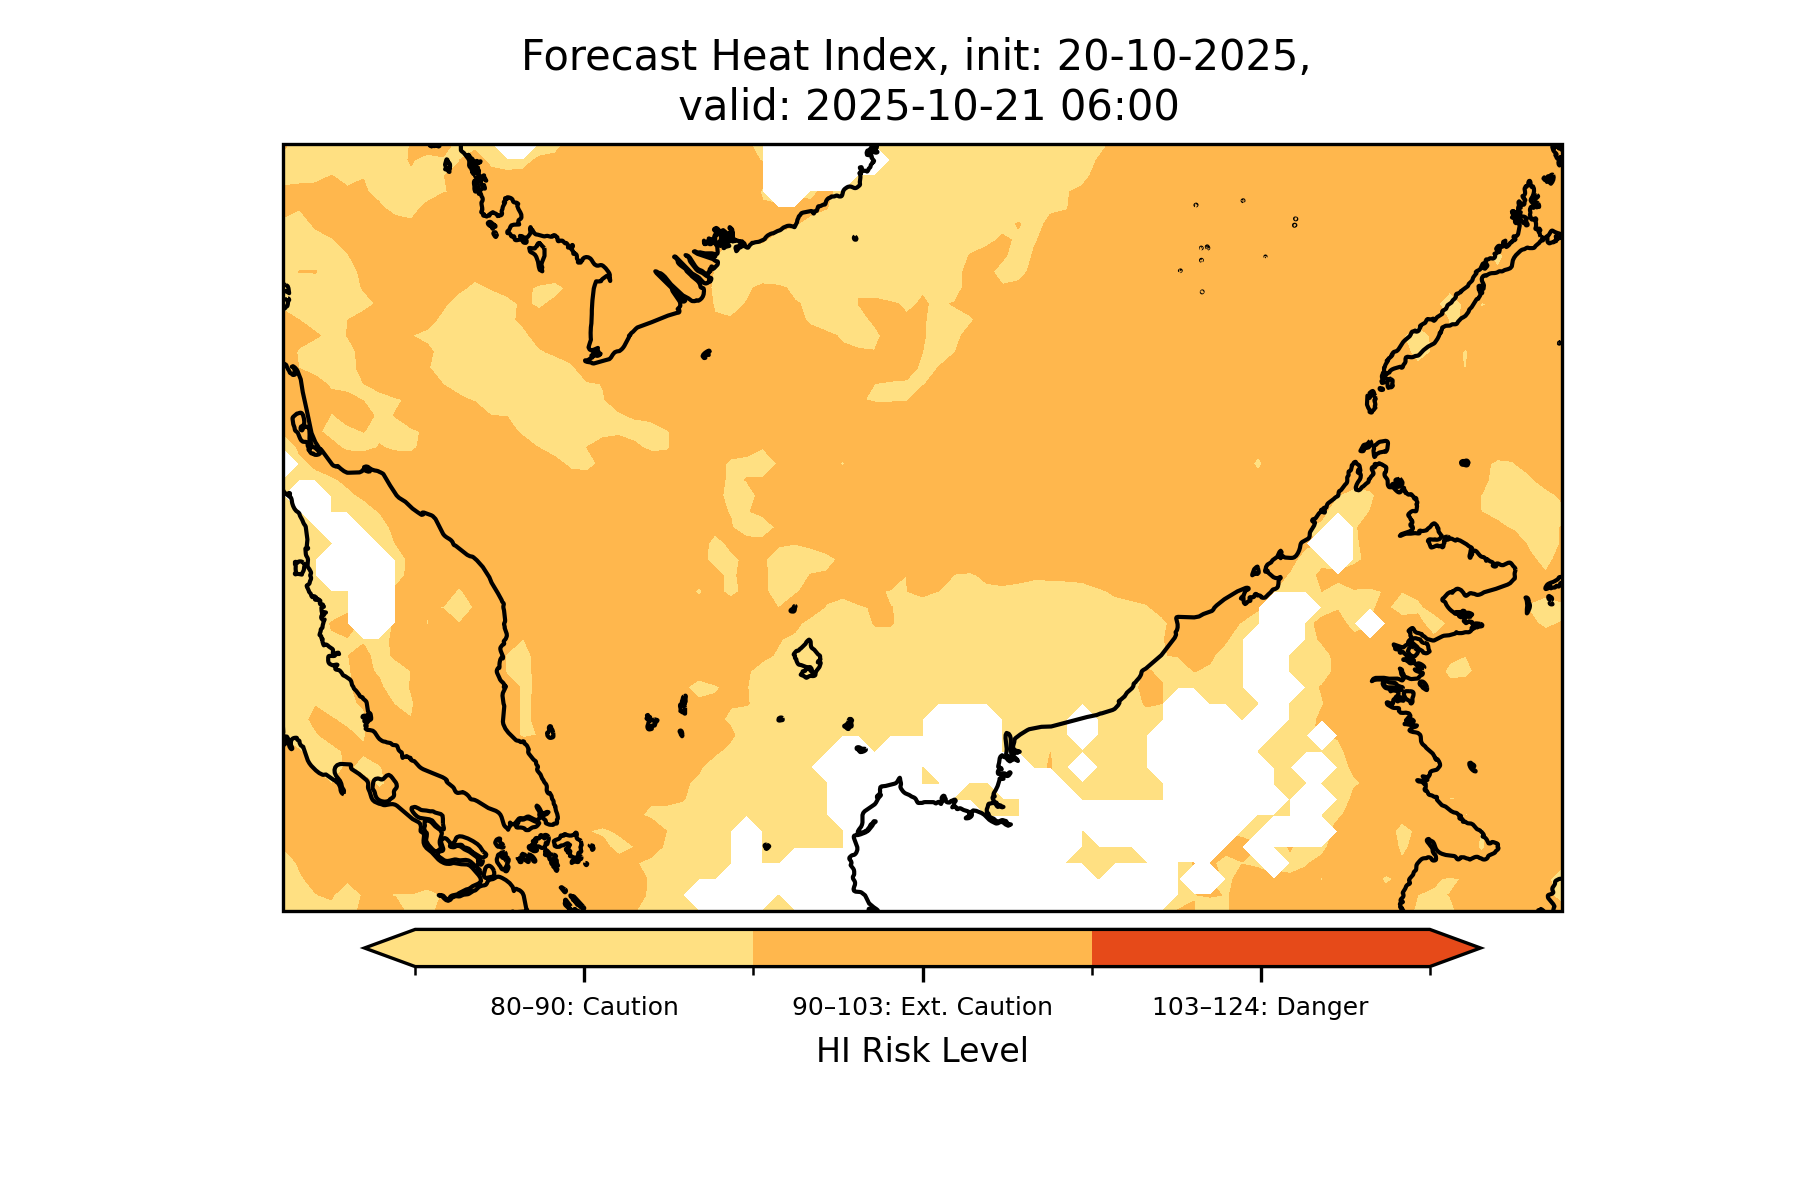 Forecast Heat Index, init: 20-10-2025,
valid: 2025-10-21 06:00
80–90: Caution
90–103: Ext. Caution
103–124: Danger
HI Risk Level